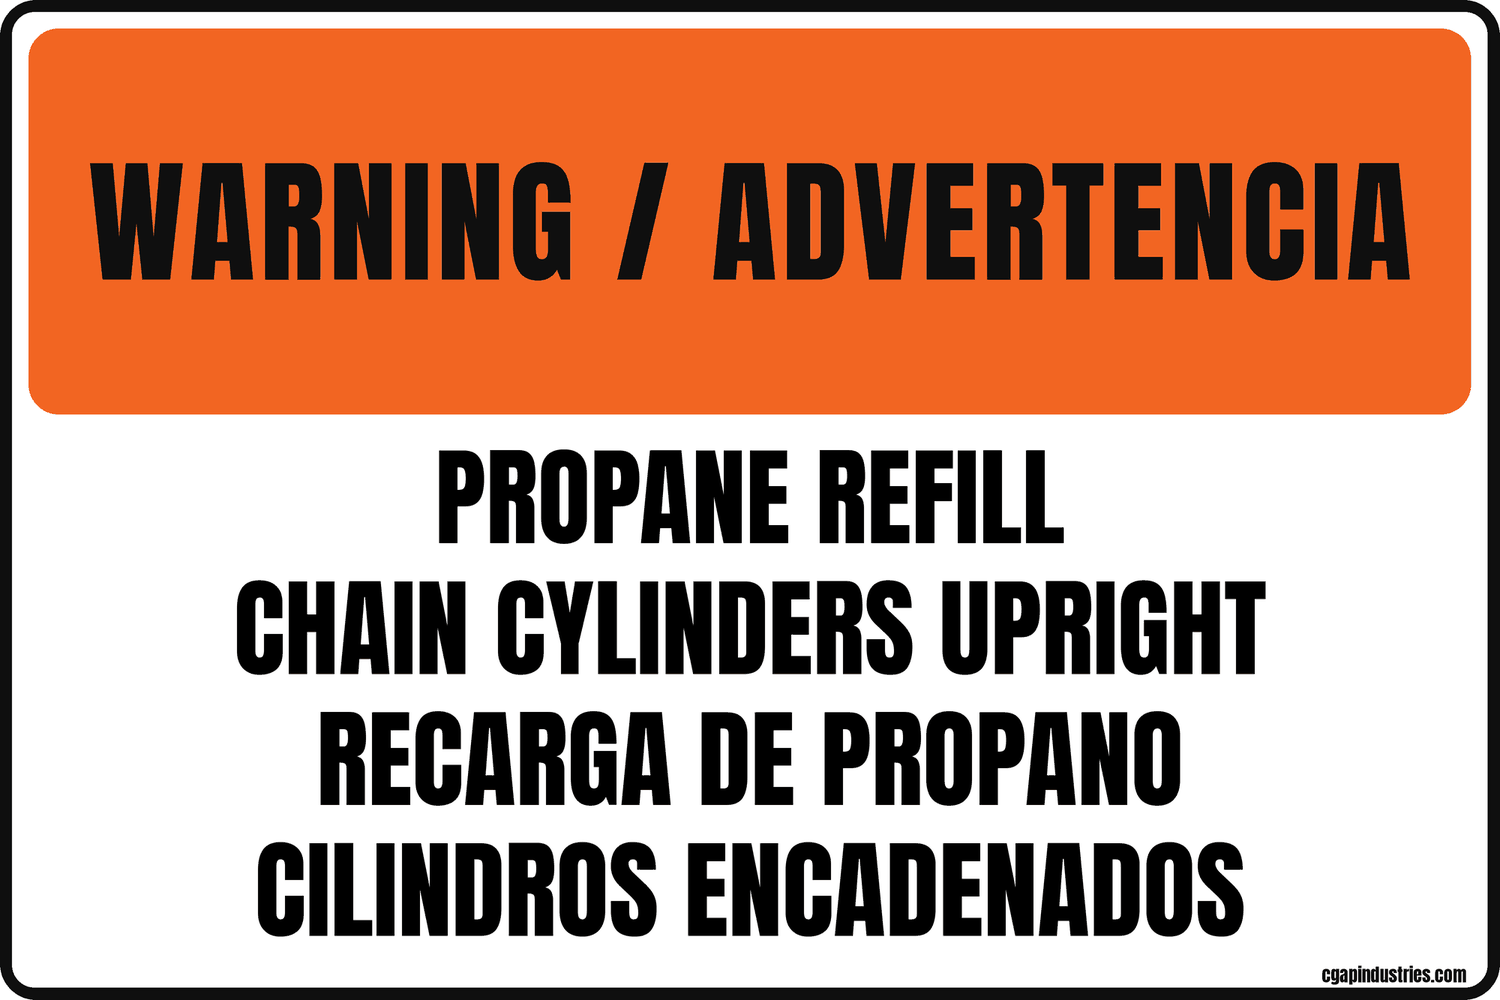 WARNING / ADVERTENCIA
PROPANE REFILL
CHAIN CYLINDERS UPRIGHT
RECARGA DE PROPANO
CILINDROS ENCADENADOS
cgapindustries.com